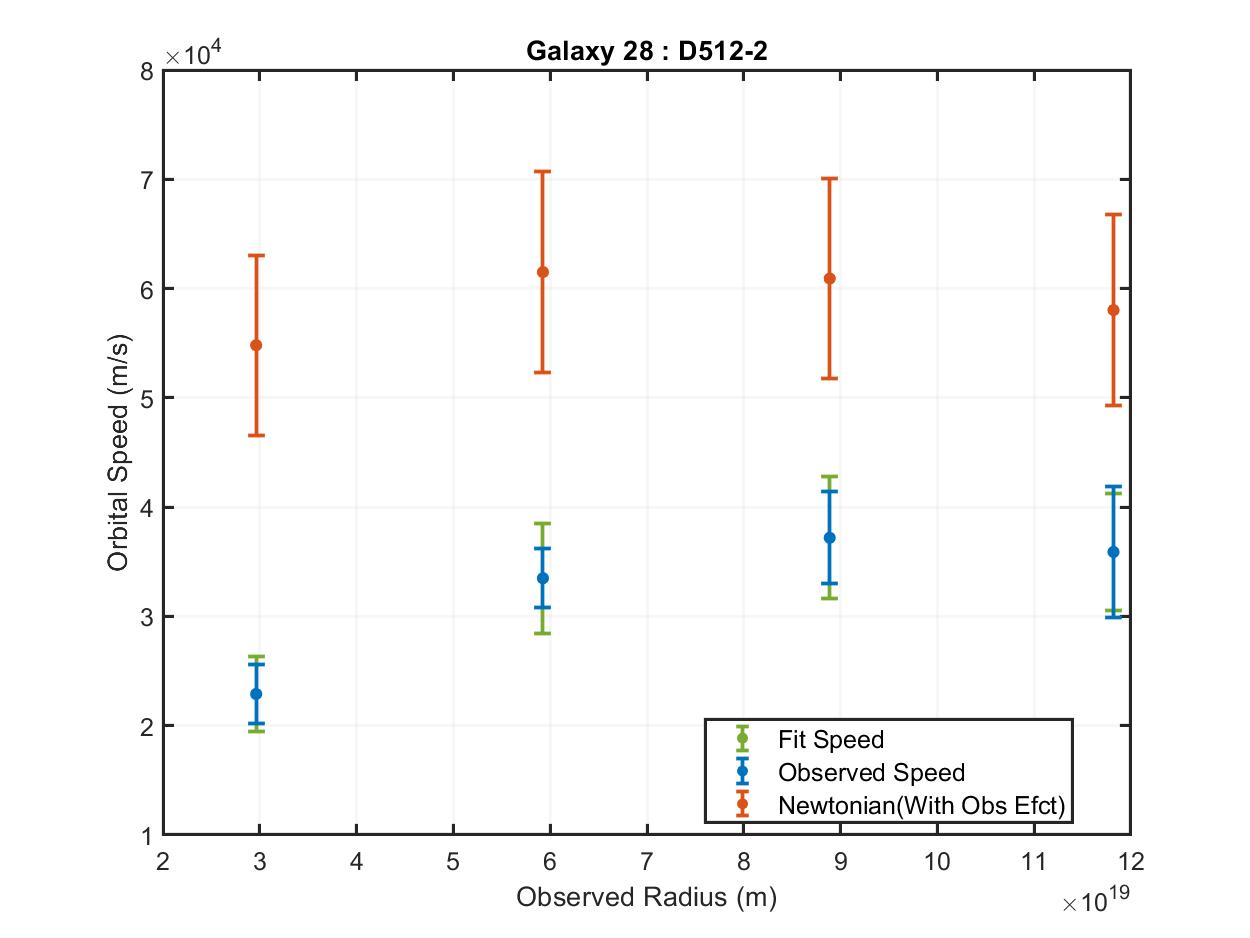 Galaxy 28 : D512-2
×10^4
8
7
6
5
4
3
2
1
Orbital Speed (m/s)
2 3 4 5 6 7 8 9 10 11 12
Observed Radius (m)
×10^19
Fit Speed
Observed Speed
Newtonian(With Obs Efct)